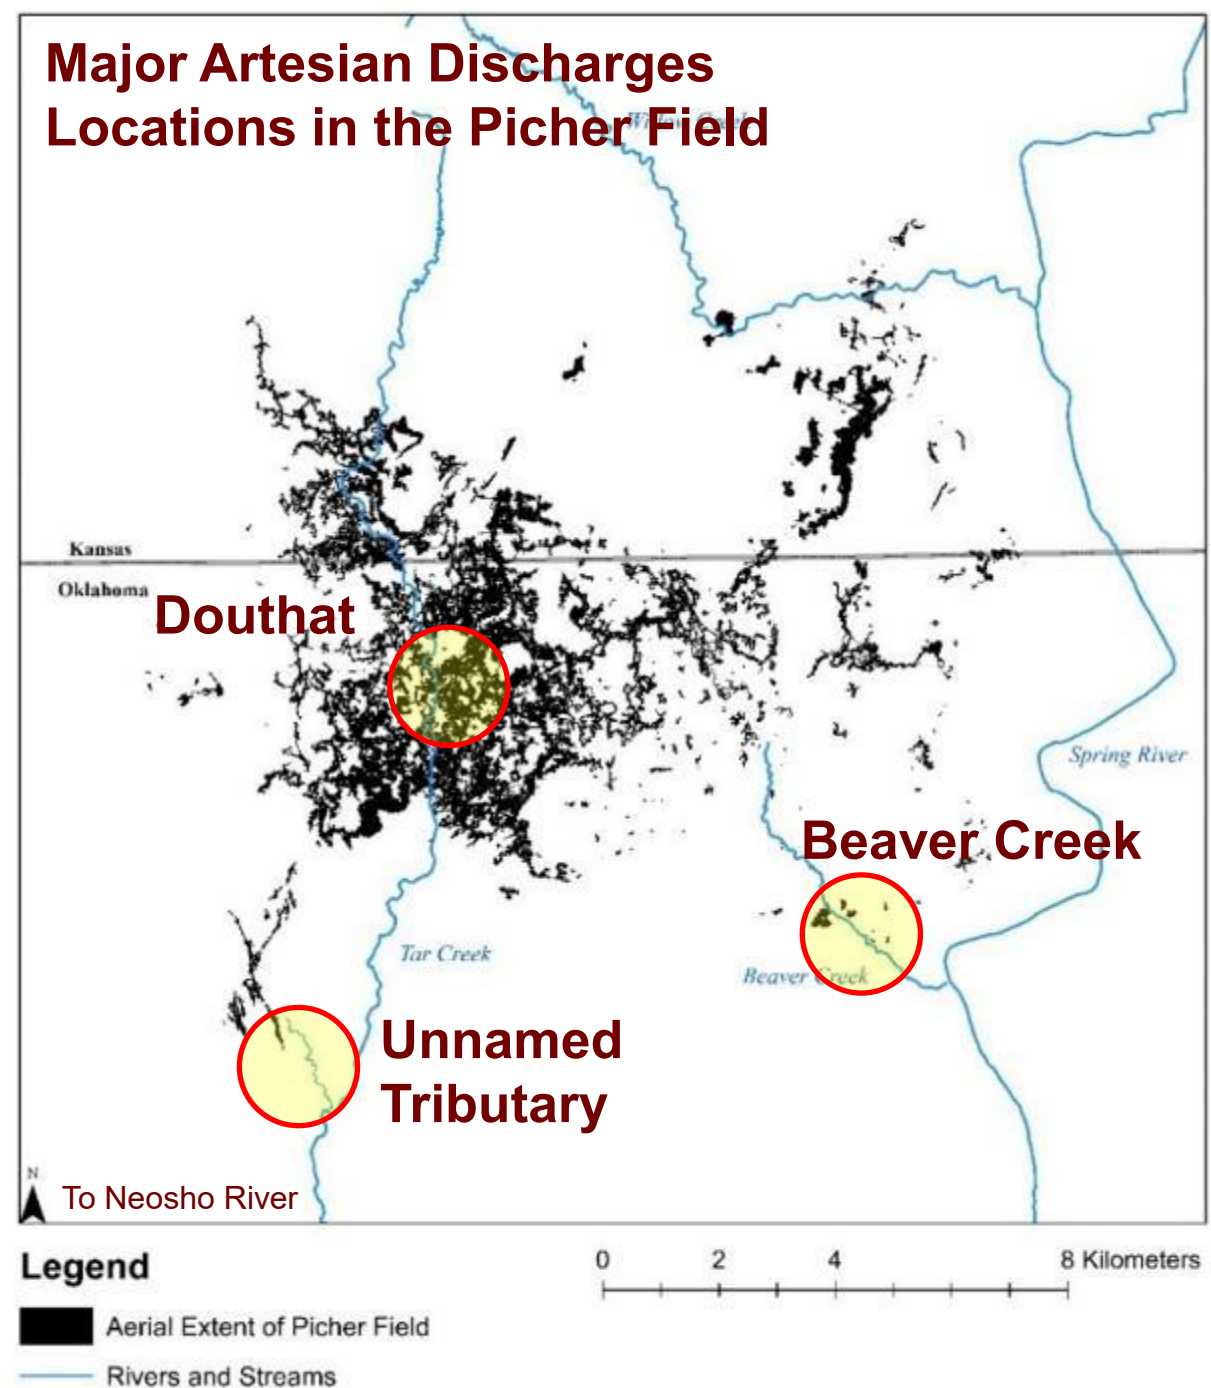 Major Artesian Discharges
Locations in the Picher Field
Willow Creek
Kansas
Oklahoma
Douthat
Spring River
Beaver Creek
Tar Creek
Beaver Creek
Unnamed
Tributary
N
To Neosho River
Legend
0 2 4 8 Kilometers
Aerial Extent of Picher Field
Rivers and Streams